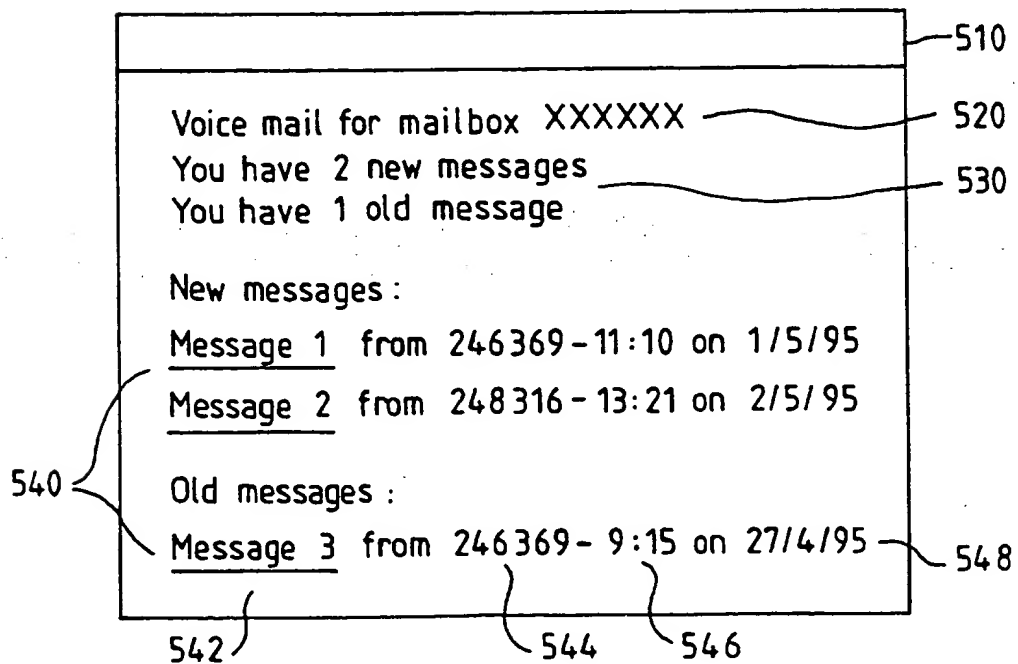 510
Voice mail for mailbox XXXXXX 520
You have 2 new messages 530
You have 1 old message
New messages :
Message 1 from 246369-11:10 on 1/5/95
Message 2 from 248316-13:21 on 2/5/95
540
Old messages :
Message 3 from 246369- 9:15 on 27/4/95 548
542 544 546